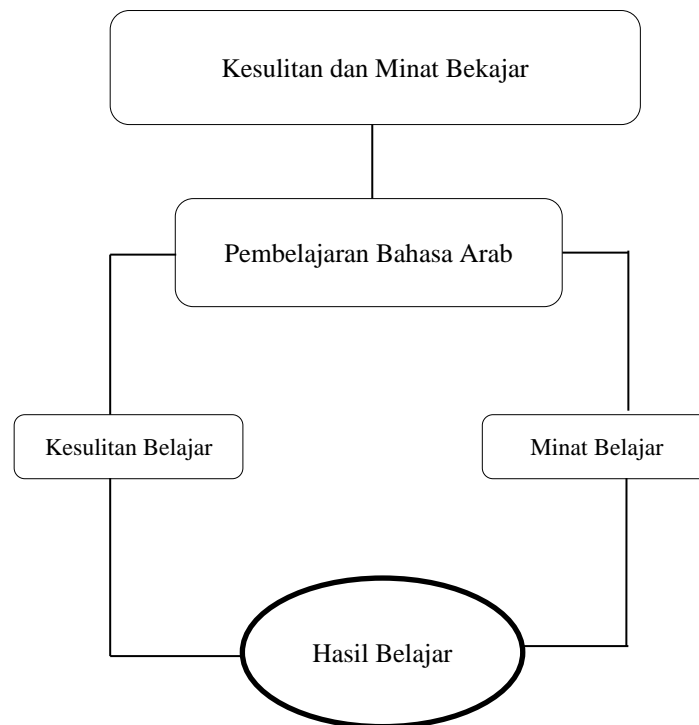 Kesulitan dan Minat Bekajar
Pembelajaran Bahasa Arab
Kesulitan Belajar
Minat Belajar
Hasil Belajar